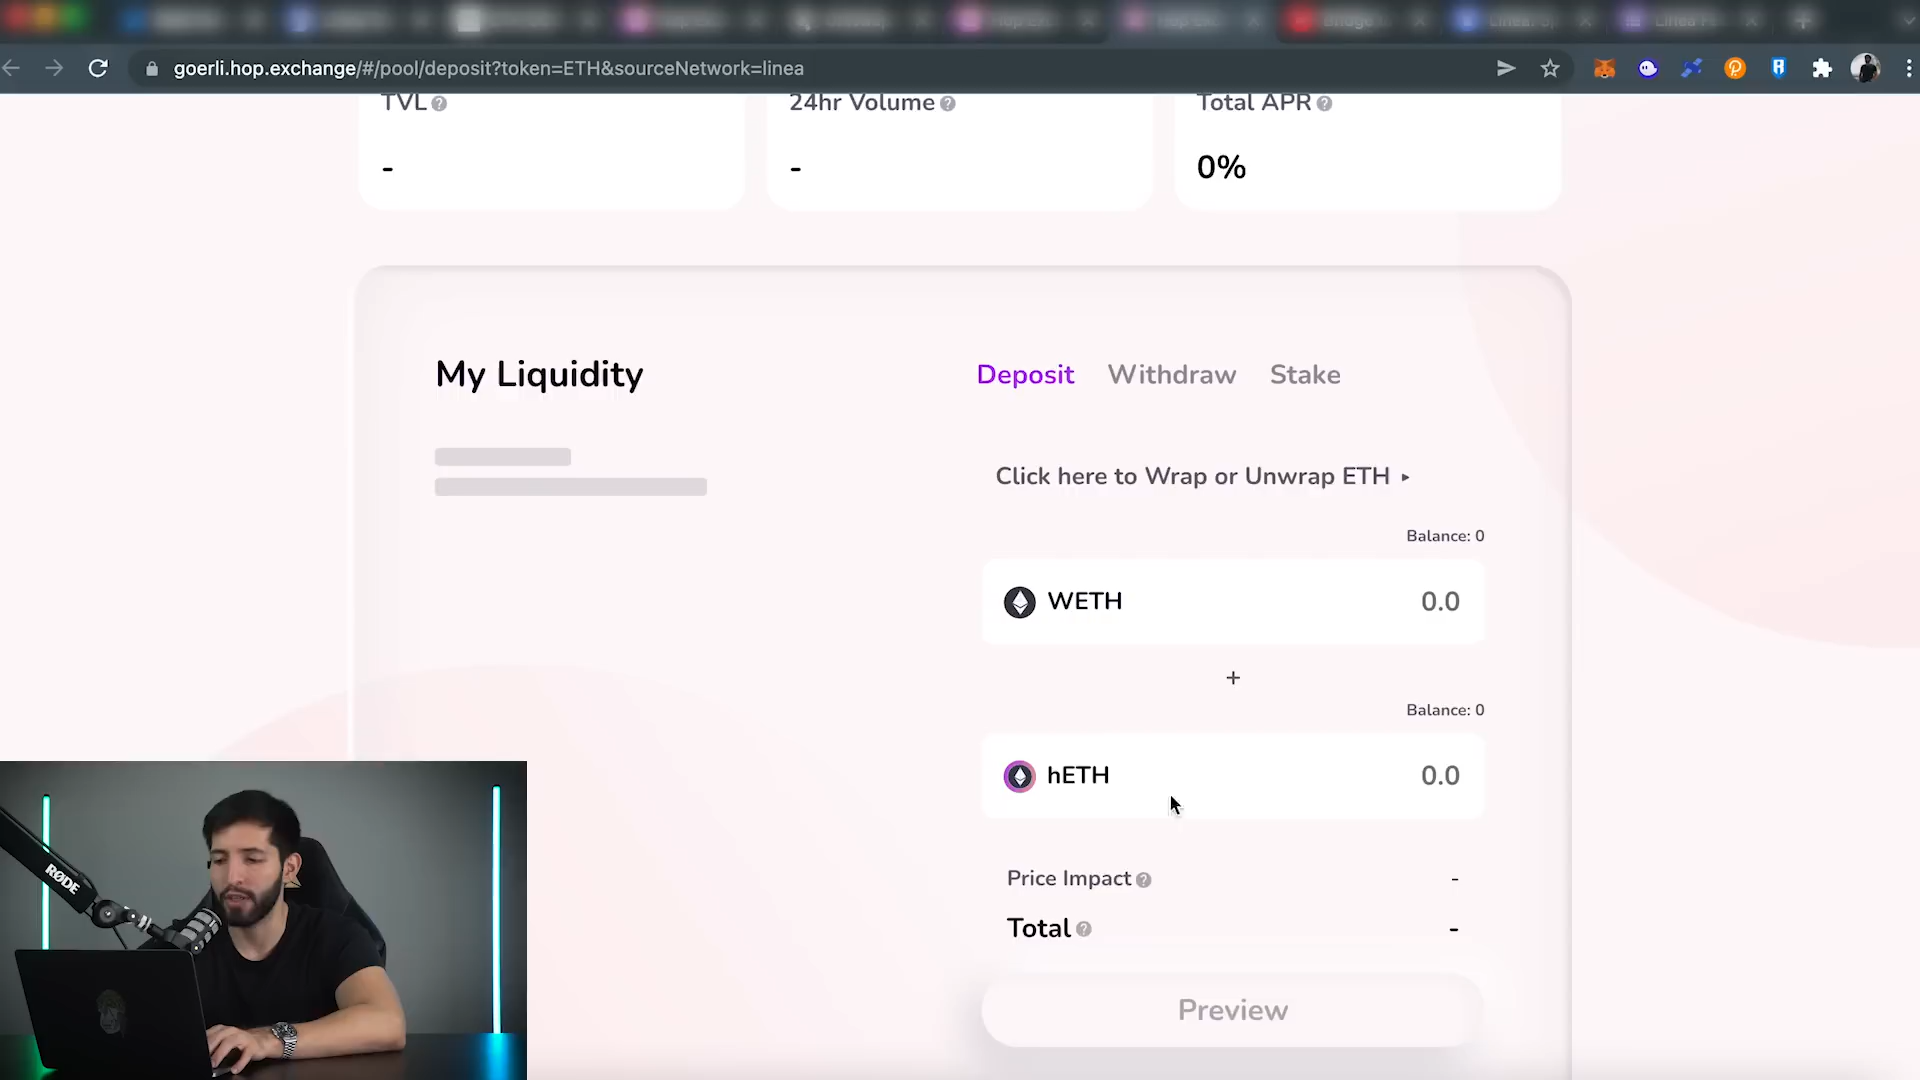 goerli.hop.exchange/#/pool/deposit?token=ETH&sourceNetwork=linea
TVL
24hr Volume
Total APR
-
-
0%
My Liquidity
Deposit
Withdraw
Stake
Click here to Wrap or Unwrap ETH ▸
Balance: 0
WETH
0.0
+
Balance: 0
hETH
0.0
Price Impact
-
Total
-
Preview
RØDE